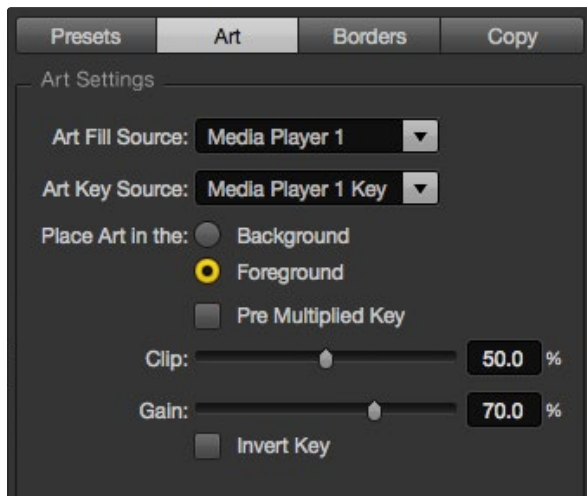 Presets Art Borders Copy
Art Settings
Art Fill Source: Media Player 1
Art Key Source: Media Player 1 Key
Place Art in the: Background
Foreground
Pre Multiplied Key
Clip: 50.0 %
Gain: 70.0 %
Invert Key